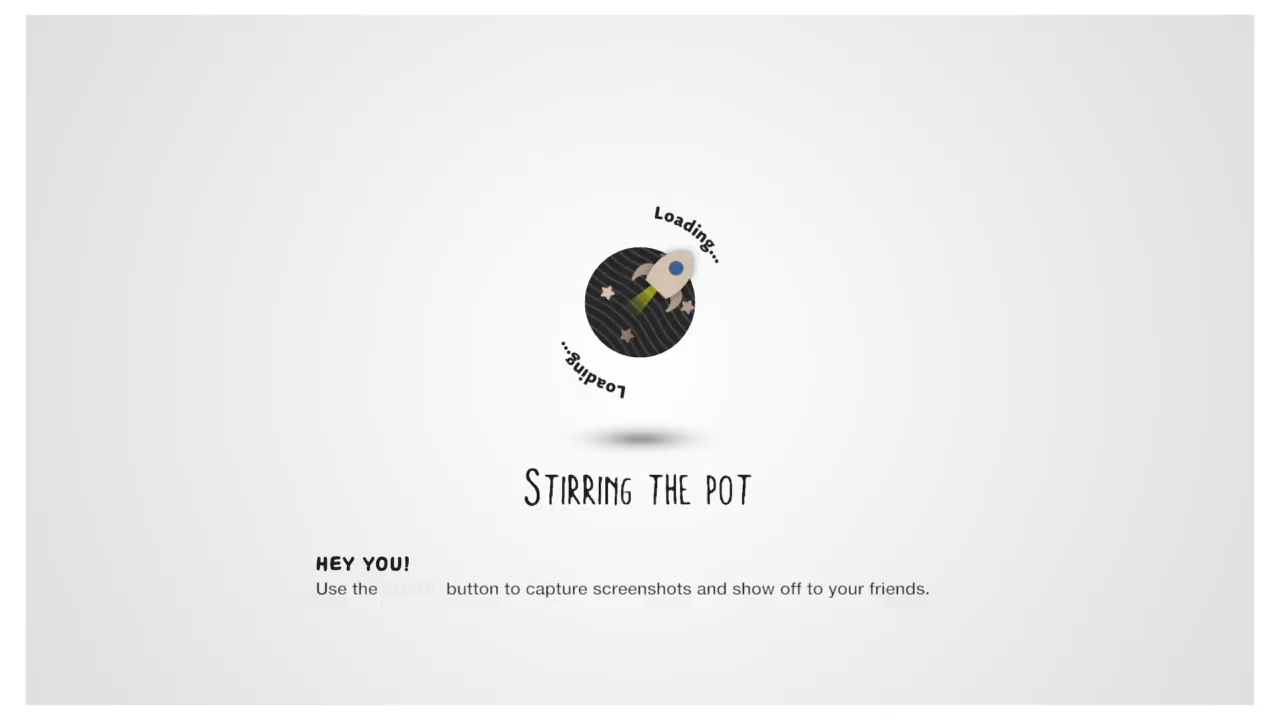 Loading...
Loading...
Stirring the pot
HEY YOU!
Use the SHARE button to capture screenshots and show off to your friends.